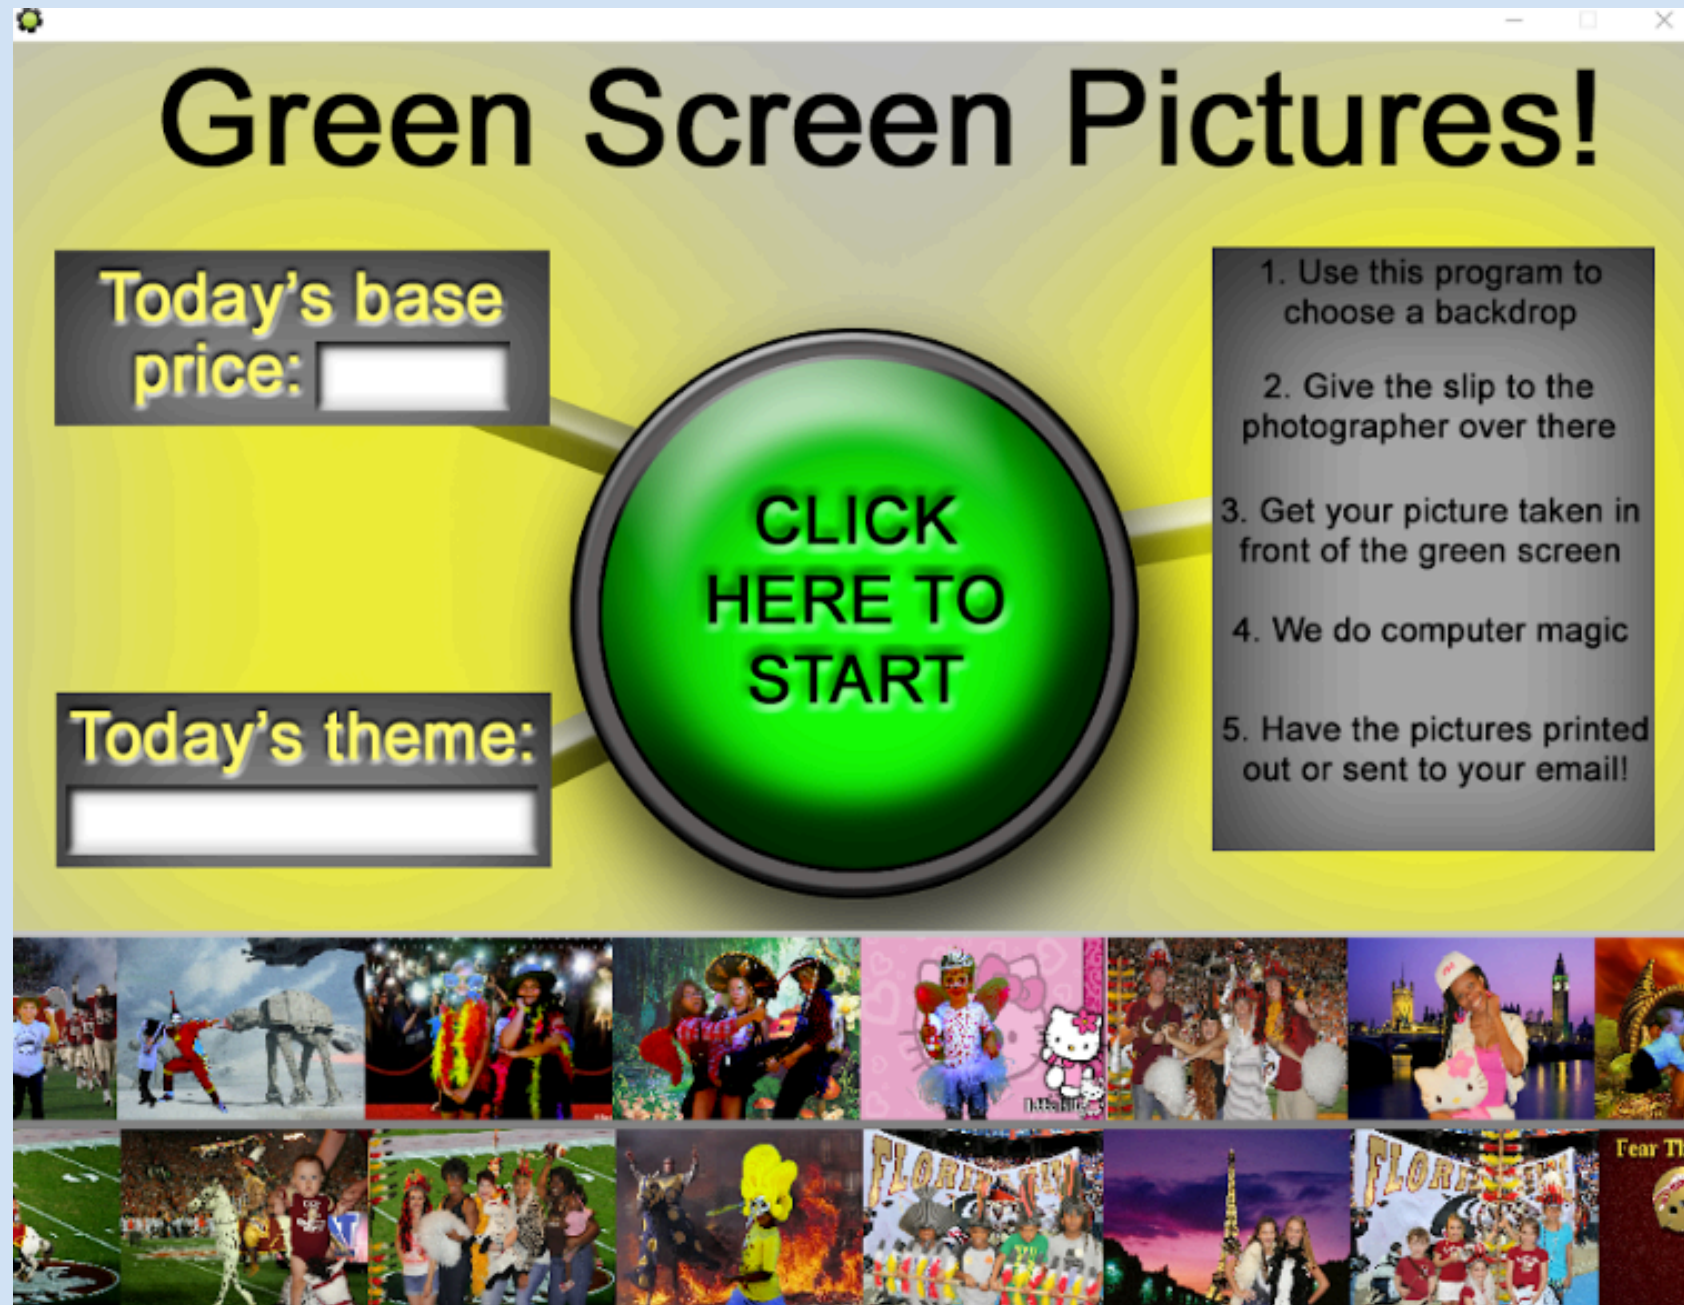 Green Screen Pictures!
Today's base
price:
CLICK
HERE TO
START
Today's theme:
1. Use this program to
choose a backdrop
2. Give the slip to the
photographer over there
3. Get your picture taken in
front of the green screen
4. We do computer magic
5. Have the pictures printed
out or sent to your email!
Fear Th